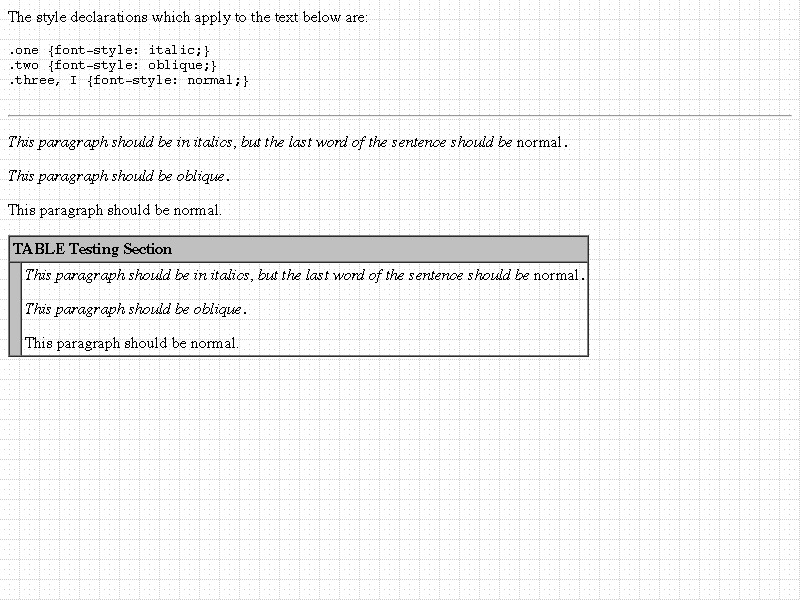 The style declarations which apply to the text below are:
.one {font-style: italic;}
.two {font-style: oblique;}
.three, I {font-style: normal;}
This paragraph should be in italics, but the last word of the sentence should be normal.
This paragraph should be oblique.
This paragraph should be normal.
TABLE Testing Section
This paragraph should be in italics, but the last word of the sentence should be normal.
This paragraph should be oblique.
This paragraph should be normal.